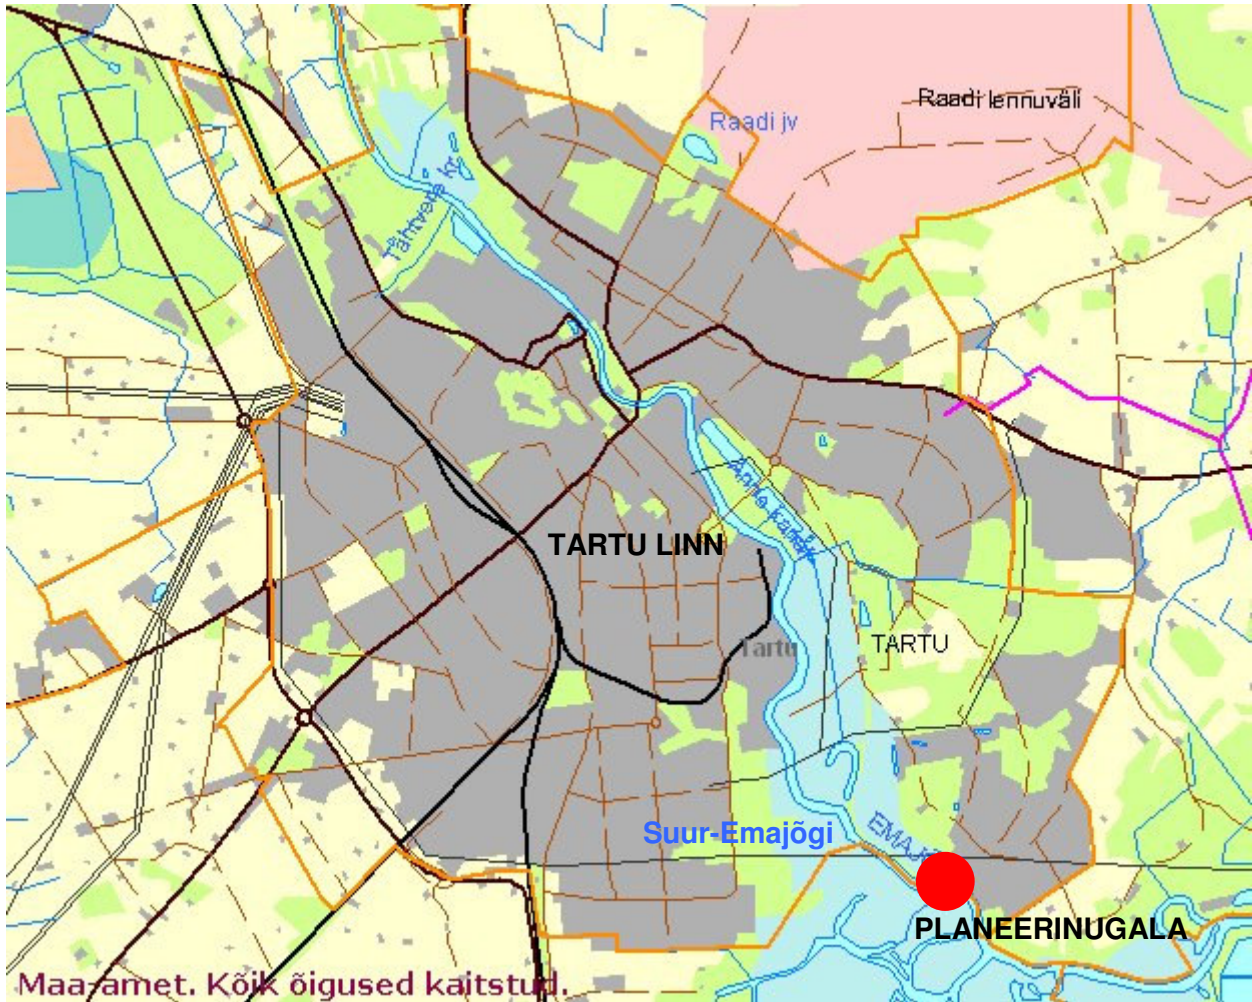 Raadi lennuväli
Raadi jv
Tähtvere kr
Anne kanal
TARTU LINN
Tartu
TARTU
Suur-Emajõgi
EMAJ
PLANEERINUGALA
Maa-amet. Kõik õigused kaitstud.